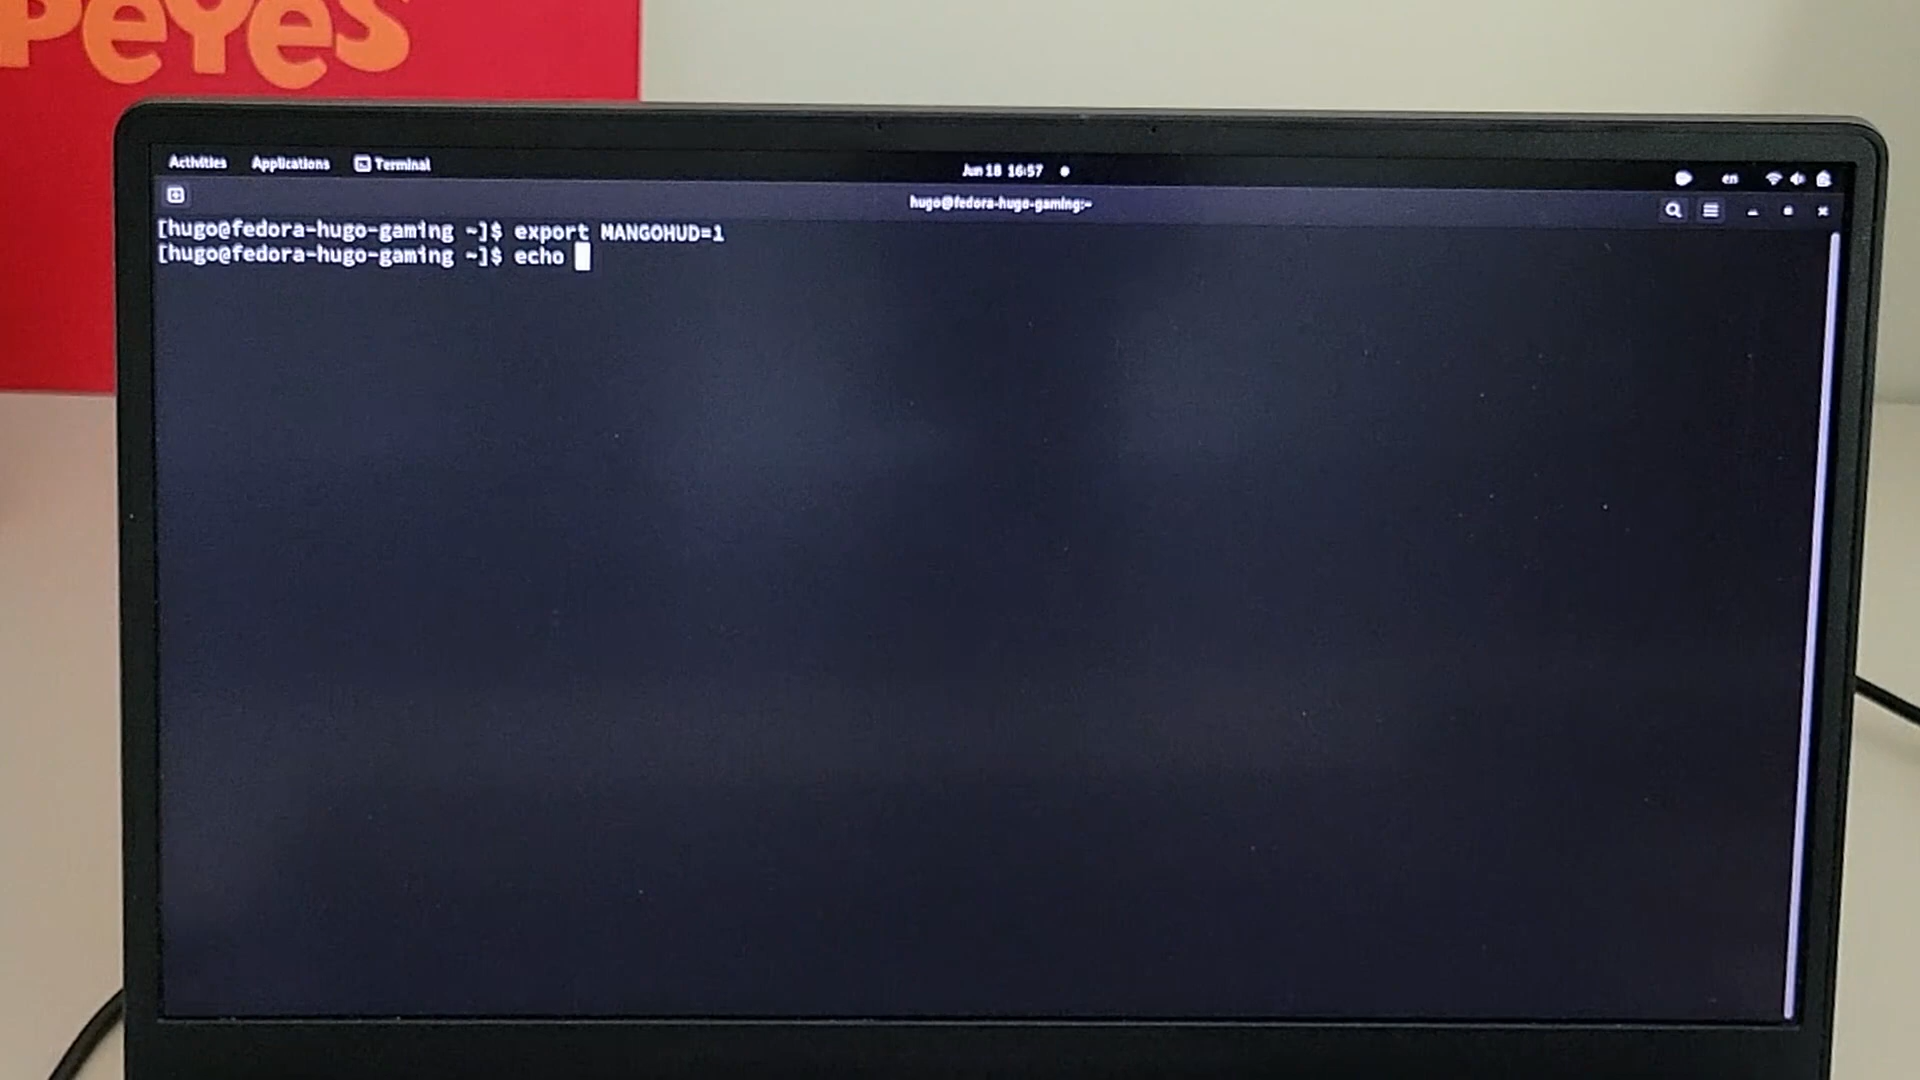 PEYES
Activities Applications Terminal
Jun 18 16:57
en
hugo@fedora-hugo-gaming:~
[hugo@fedora-hugo-gaming ~]$ export MANGOHUD=1
[hugo@fedora-hugo-gaming ~]$ echo